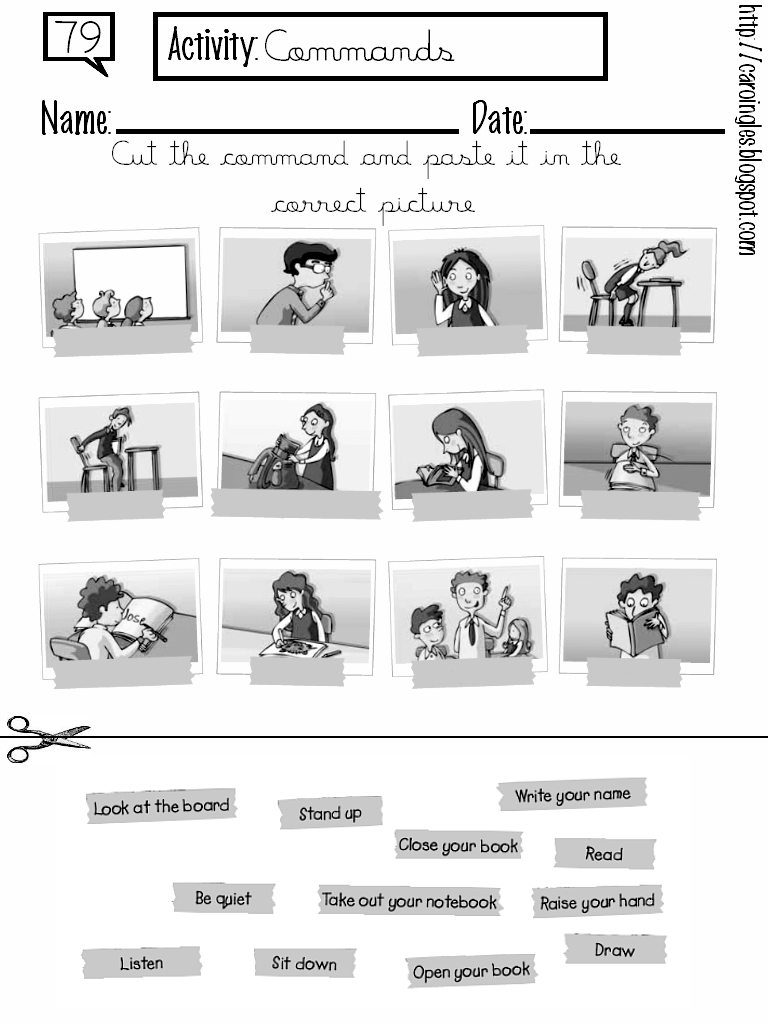 79
Activity: Commands
http://caroingles.blogspot.com
Name: Date:
Cut the command and paste it in the
correct picture
Jose
Look at the board
Stand up
Write your name
Close your book
Read
Be quiet
Take out your notebook
Raise your hand
Listen
Sit down
Open your book
Draw